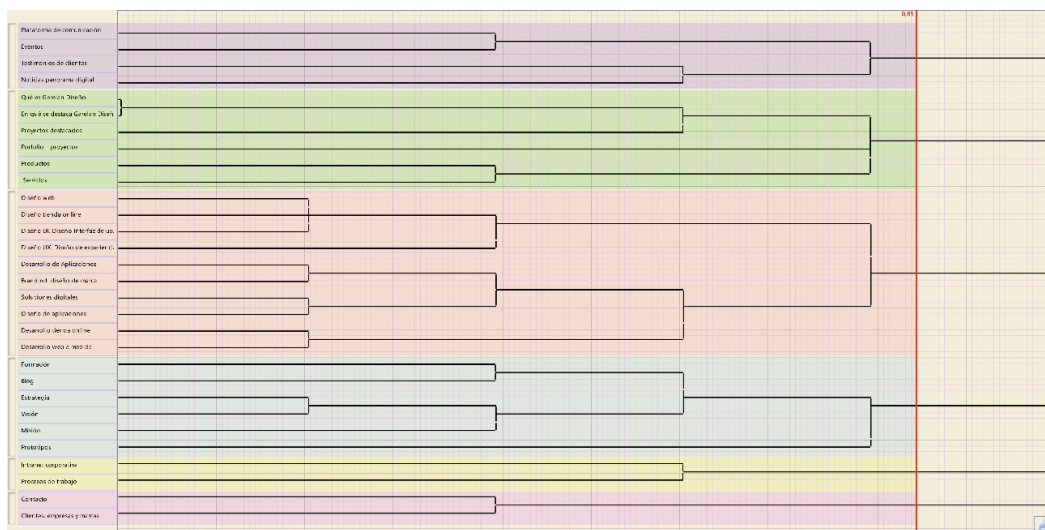 0,85
Plataforma de comunicación
Eventos
Testimonios de clientes
Noticias panorama digital
Qué es Garelan Diseño
En qué se destaca Garelan Diseñ
Proyectos destacados
Porfolio proyectos
Productos
Servicios
Diseño web
Diseño tienda online
Diseño UI. Diseño Interfaz de us.
Diseño UX. Diseño de experienci.
Desarrollo de Aplicaciones
Branding diseño de marca
Soluciones digitales
Diseño de aplicaciones
Desarrollo tienda online
Desarrollo web a medida
Formación
Blog
Estrategia
Visión
Misión
Prototipos
Intranet corporativa
Procesos de trabajo
Contacto
Clientes, empresas y marcas